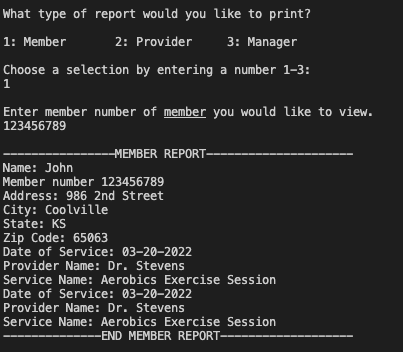 What type of report would you like to print?
1: Member 2: Provider 3: Manager
Choose a selection by entering a number 1-3:
1
Enter member number of member you would like to view.
123456789
----------------MEMBER REPORT---------------------
Name: John
Member number 123456789
Address: 986 2nd Street
City: Coolville
State: KS
Zip Code: 65063
Date of Service: 03-20-2022
Provider Name: Dr. Stevens
Service Name: Aerobics Exercise Session
Date of Service: 03-20-2022
Provider Name: Dr. Stevens
Service Name: Aerobics Exercise Session
--------------END MEMBER REPORT-------------------